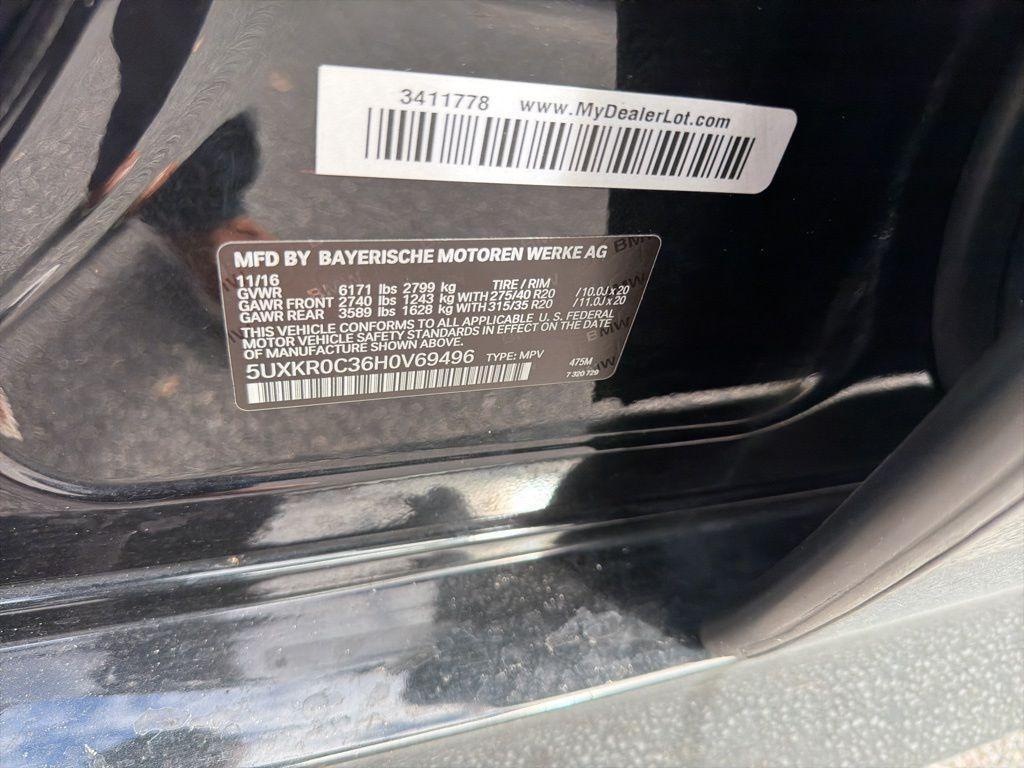 3411778 www.MyDealerLot.com
MFD BY BAYERISCHE MOTOREN WERKE AG
11/16 TIRE / RIM
GVWR 6171 lbs 2799 kg
GAWR FRONT 2740 lbs 1243 kg WITH 275/40 R20 /10.0J x 20
GAWR REAR 3589 lbs 1628 kg WITH 315/35 R20 /11.0J x 20
THIS VEHICLE CONFORMS TO ALL APPLICABLE U. S. FEDERAL
MOTOR VEHICLE SAFETY STANDARDS IN EFFECT ON THE DATE
OF MANUFACTURE SHOWN ABOVE.
5UXKR0C36H0V69496 TYPE: MPV 475M
7 320 729